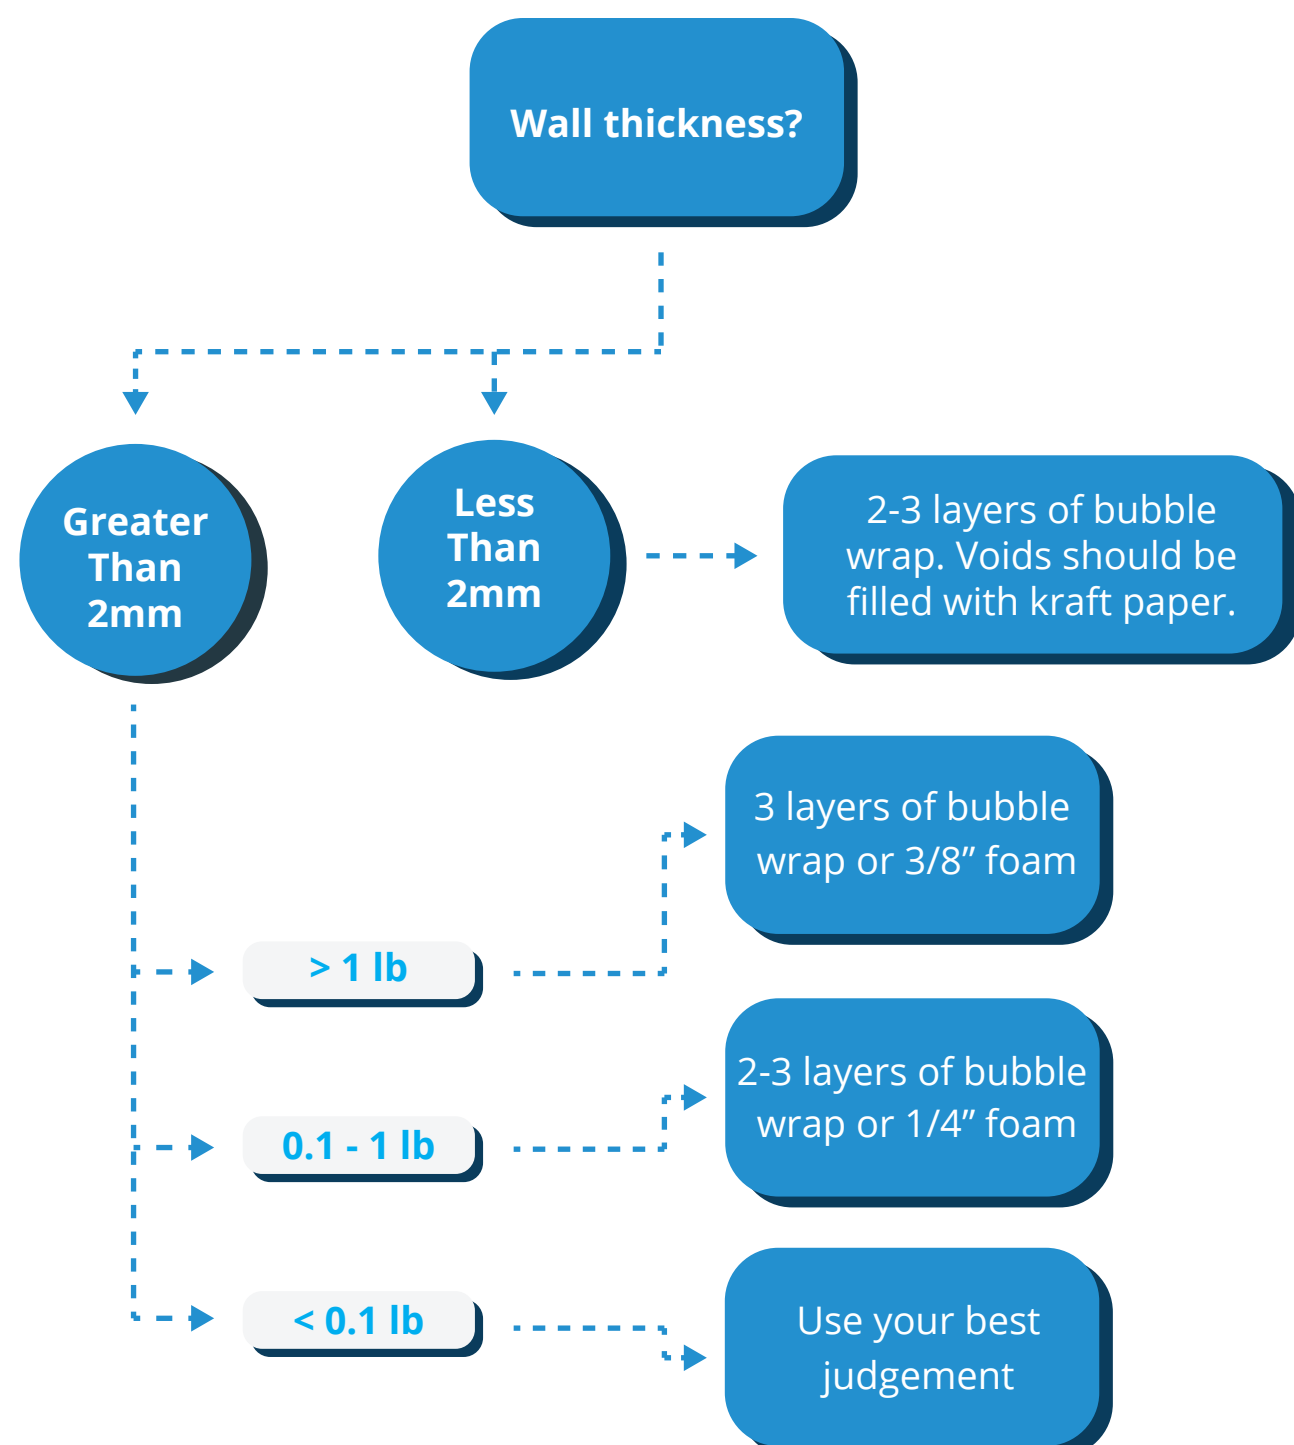 Wall thickness?
Greater
Than
2mm
Less
Than
2mm
2-3 layers of bubble
wrap. Voids should be
filled with kraft paper.
> 1 lb
3 layers of bubble
wrap or 3/8” foam
0.1 - 1 lb
2-3 layers of bubble
wrap or 1/4” foam
< 0.1 lb
Use your best
judgement